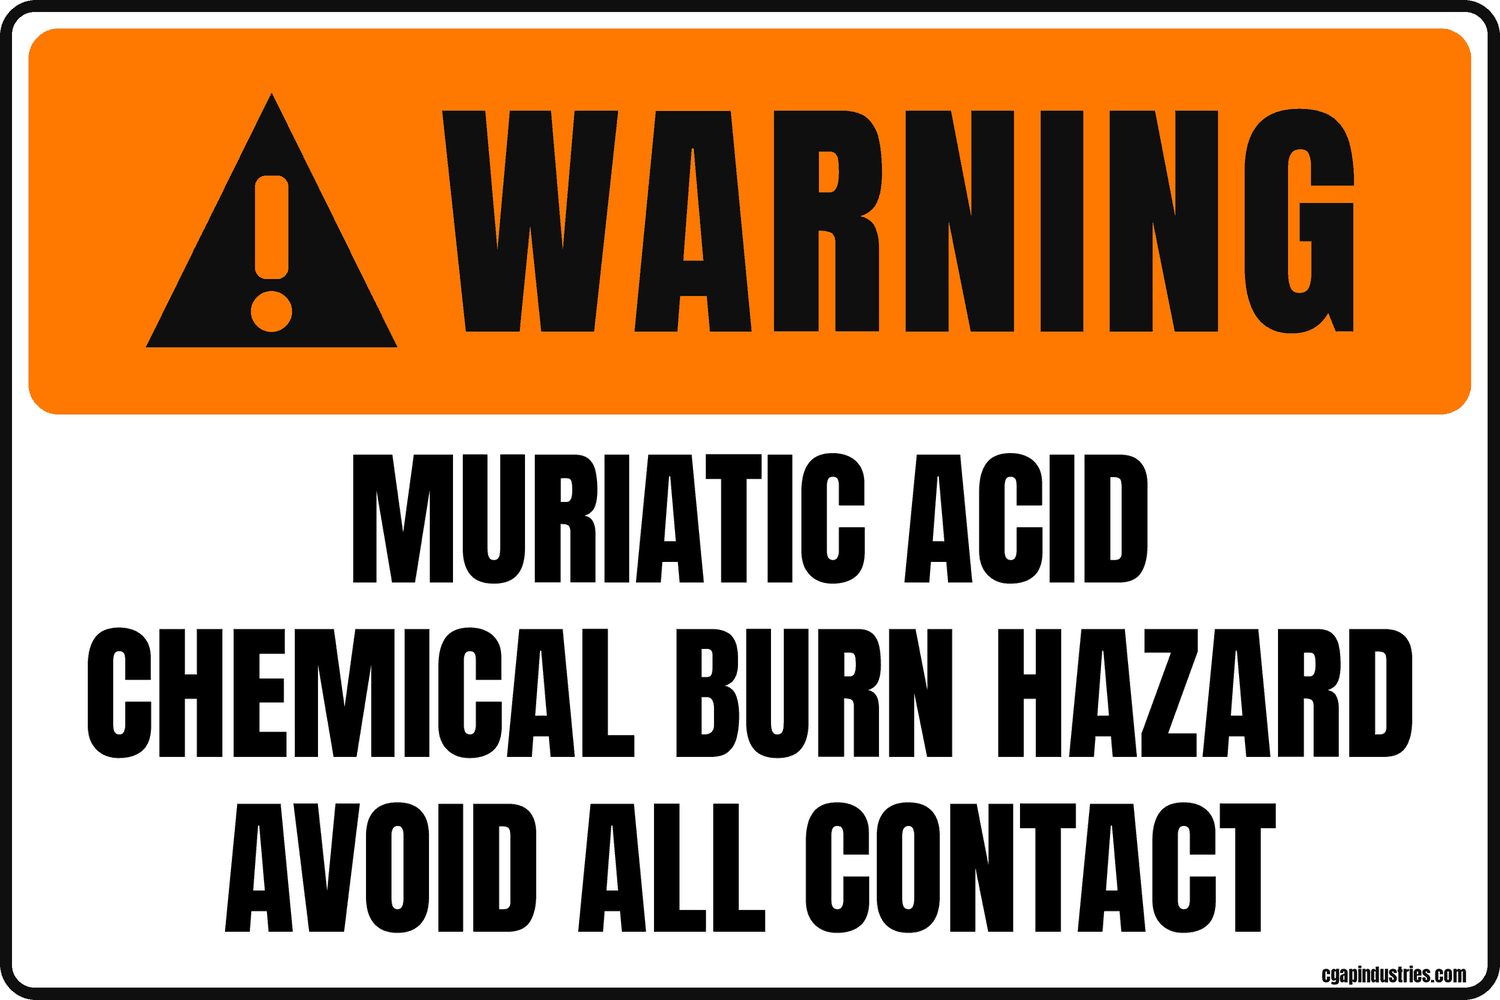 WARNING
MURIATIC ACID
CHEMICAL BURN HAZARD
AVOID ALL CONTACT
cgapindustries.com